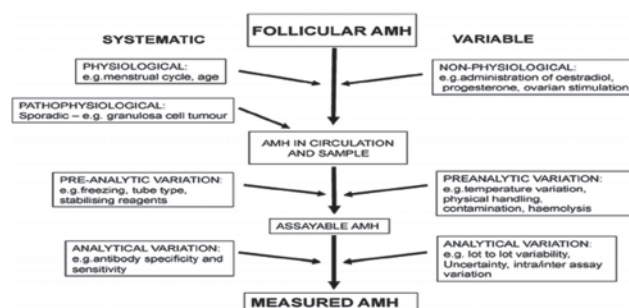 FOLLICULAR AMH
SYSTEMATIC
VARIABLE
PHYSIOLOGICAL:
e.g.menstrual cycle, age
NON-PHYSIOLOGICAL:
e.g.administration of oestradiol,
progesterone, ovarian stimulation
PATHOPHYSIOLOGICAL:
Sporadic – e.g. granulosa cell tumour
AMH IN CIRCULATION
AND SAMPLE
PRE-ANALYTIC VARIATION:
e.g.freezing, tube type,
stabilising reagents
PREANALYTIC VARIATION:
e.g.temperature variation,
physical handling,
contamination, haemolysis
ASSAYABLE AMH
ANALYTICAL VARIATION:
e.g.antibody specificity and
sensitivity
ANALYTICAL VARIATION:
e.g. lot to lot variability,
Uncertainty, intra/inter assay
variation
MEASURED AMH